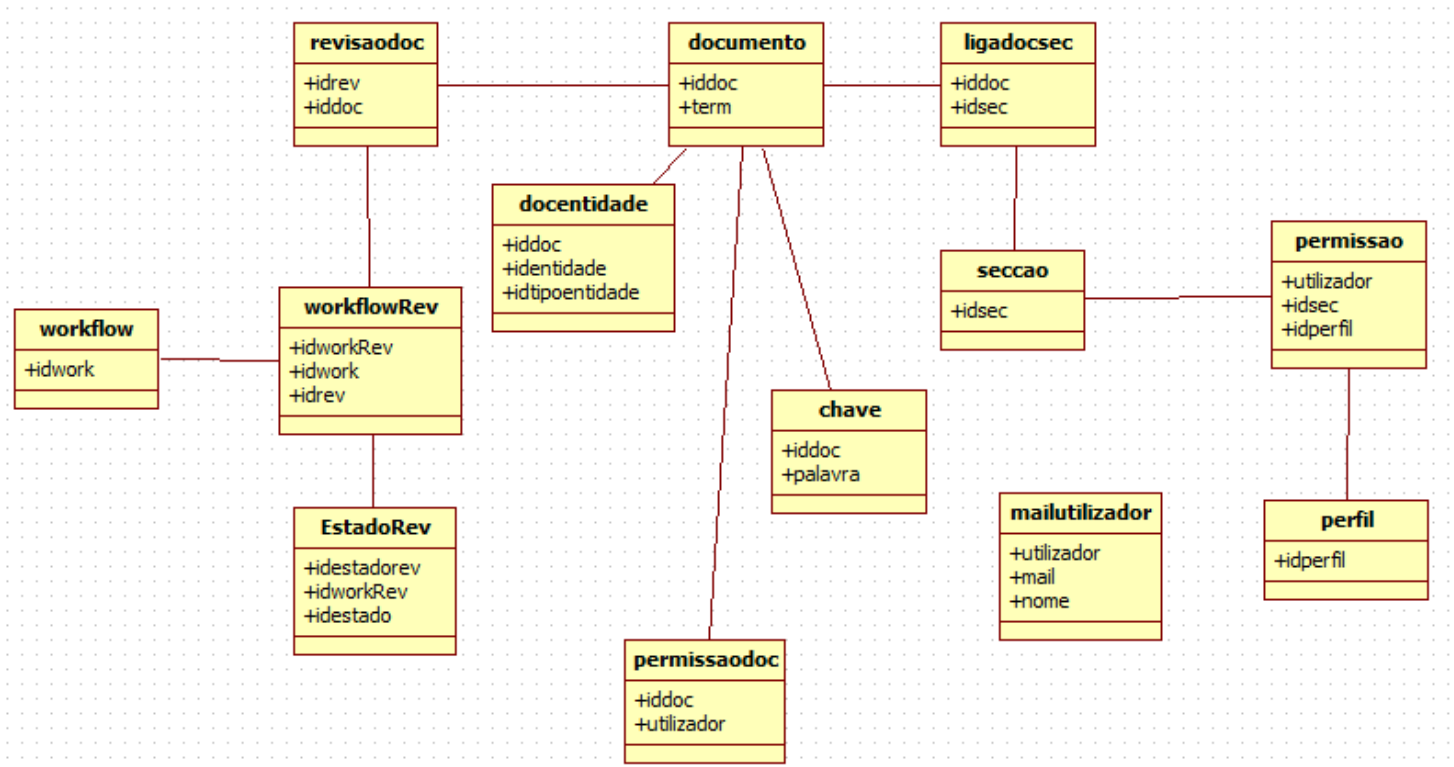 revisaodoc
+idrev
+iddoc
documento
+iddoc
+term
ligadocsec
+iddoc
+idsec
docentidade
+iddoc
+identidade
+idtipoentidade
seccao
+idsec
permissao
+utilizador
+idsec
+idperfil
workflow
+idwork
workflowRev
+idworkRev
+idwork
+idrev
chave
+iddoc
+palavra
mailutilizador
+utilizador
+mail
+nome
perfil
+idperfil
EstadoRev
+idestadorev
+idworkRev
+idestado
permissaodoc
+iddoc
+utilizador